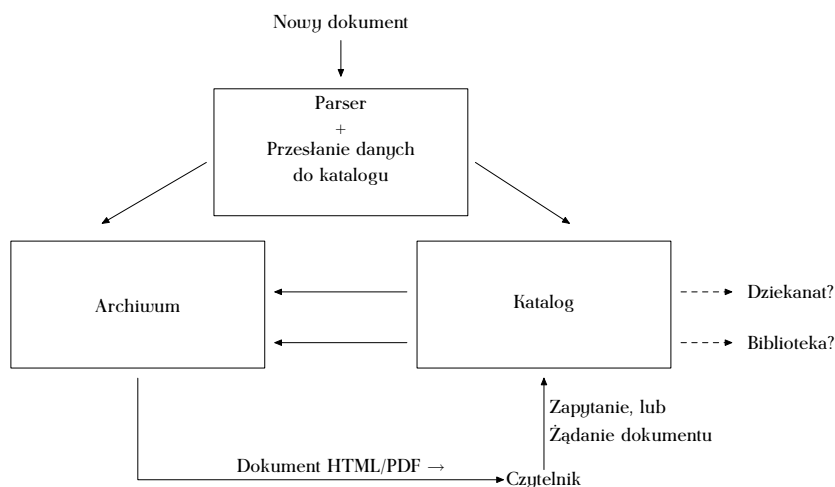 Nowy dokument
Parser
+
Przesłanie danych
do katalogu
Archiwum
Katalog
Dziekanat?
Biblioteka?
Zapytanie, lub
Żądanie dokumentu
Dokument HTML/PDF →
Czytelnik